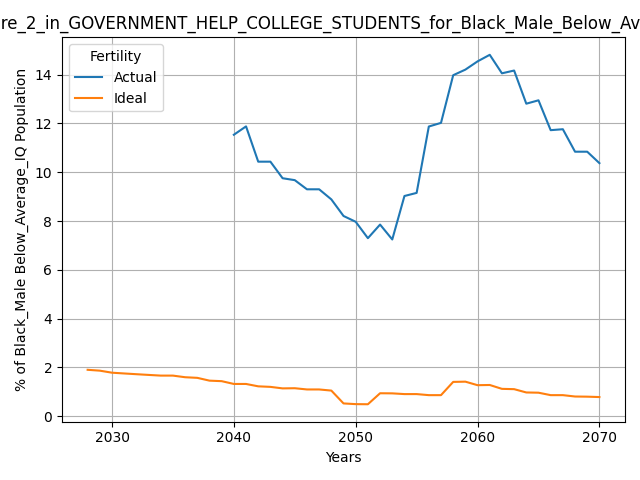 re_2_in_GOVERNMENT_HELP_COLLEGE_STUDENTS_for_Black_Male_Below_Av
Fertility
Actual
Ideal
% of Black_Male Below_Average_IQ Population
14
12
10
8
6
4
2
0
2030 2040 2050 2060 2070
Years